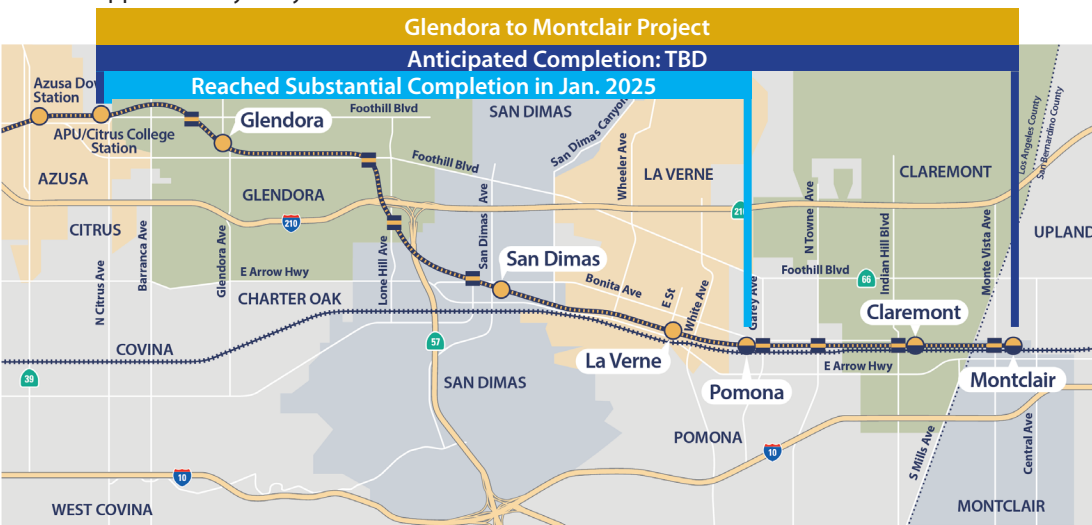 Glendora to Montclair Project
Anticipated Completion: TBD
Reached Substantial Completion in Jan. 2025
Azusa Do
Station
APU/Citrus College
Station
Foothill Blvd
Glendora
SAN DIMAS
San Dimas Canyon
Foothill Blvd
Wheeler Ave
LA VERNE
CLAREMONT
Los Angeles County
San Bernardino County
AZUSA
GLENDORA
210
210
CITRUS
UPLAND
N Citrus Ave
Barranca Ave
Glendora Ave
E Arrow Hwy
Lone Hill Ave
San Dimas Ave
San Dimas
Bonita Ave
E St
White Ave
Garey Ave
N Towne Ave
Foothill Blvd
66
Indian Hill Blvd
Monte Vista Ave
CHARTER OAK
Claremont
COVINA
57
La Verne
E Arrow Hwy
Montclair
39
SAN DIMAS
Pomona
POMONA
10
10
S Mills Ave
Central Ave
WEST COVINA
MONTCLAIR